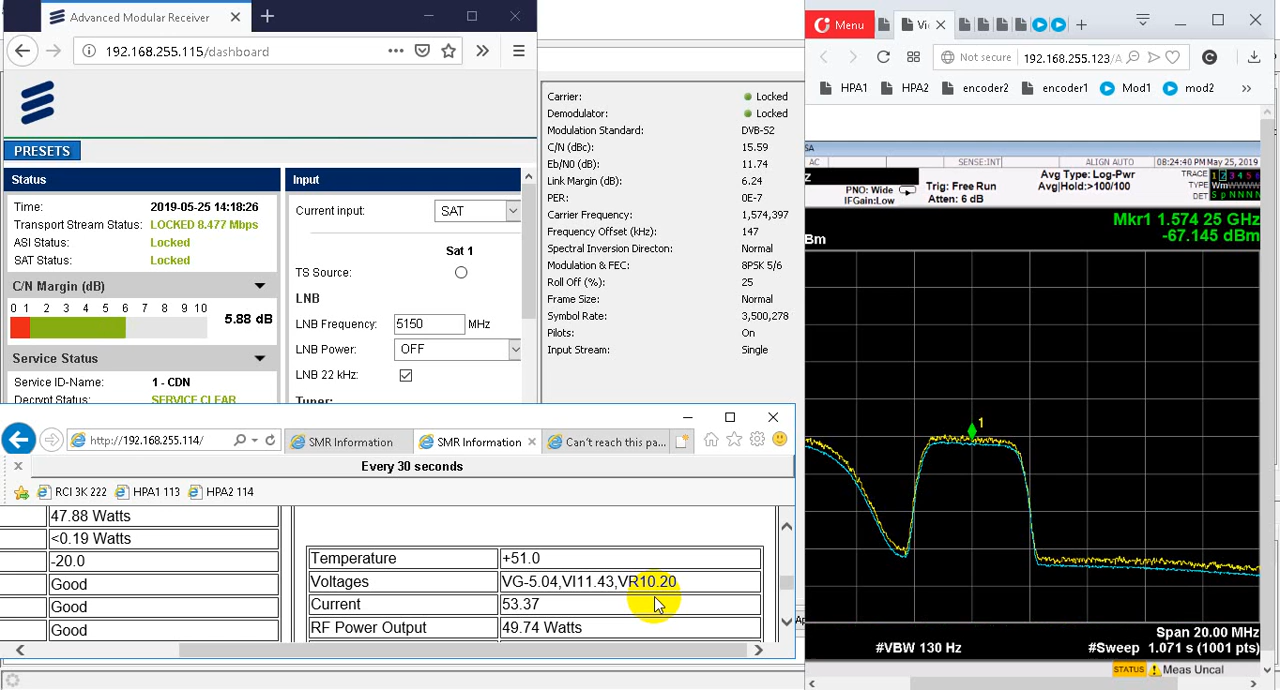 Advanced Modular Receiver
192.168.255.115/dashboard
PRESETS
Status
Time: 2019-05-25 14:18:26
Transport Stream Status: LOCKED 8.477 Mbps
ASI Status: Locked
SAT Status: Locked
C/N Margin (dB)
0 1 2 3 4 5 6 7 8 9 10
5.88 dB
Service Status
Service ID-Name: 1 - CDN
Decrypt Status: SERVICE CLEAR
Input
Current input: SAT
Sat 1
TS Source:
LNB
LNB Frequency: 5150 MHz
LNB Power: OFF
LNB 22 kHz:
Tuner:
Carrier: Locked
Demodulator: Locked
Modulation Standard: DVB-S2
C/N (dBc): 15.59
Eb/N0 (dB): 11.74
Link Margin (dB): 6.24
PER: 0E-7
Carrier Frequency: 1,574,397
Frequency Offset (kHz): 147
Spectral Inversion Directon: Normal
Modulation & FEC: 8PSK 5/6
Roll Off (%): 25
Frame Size: Normal
Symbol Rate: 3,500,278
Pilots: On
Input Stream: Single
http://192.168.255.114/
SMR Information
SMR Information
Can't reach this pa...
Every 30 seconds
RCI 3K 222 HPA1 113 HPA2 114
47.88 Watts
<0.19 Watts
-20.0
Good
Good
Good
Temperature +51.0
Voltages VG-5.04,VI11.43,VR10.20
Current 53.37
RF Power Output 49.74 Watts
Menu
Vi
Not secure 192.168.255.123/A
HPA1 HPA2 encoder2 encoder1 Mod1 mod2
SA
AC SENSE:INT ALIGN AUTO 08:24:40 PM May 25, 2019
z
PNO: Wide
IFGain:Low
Trig: Free Run
Atten: 6 dB
Avg Type: Log-Pwr
Avg|Hold:>100/100
TRACE 1 2 3 4 5 6
TYPE
DET
Mkr1 1.574 25 GHz
-67.145 dBm
Bm
1
Span 20.00 MHz
#VBW 130 Hz #Sweep 1.071 s (1001 pts)
STATUS Meas Uncal